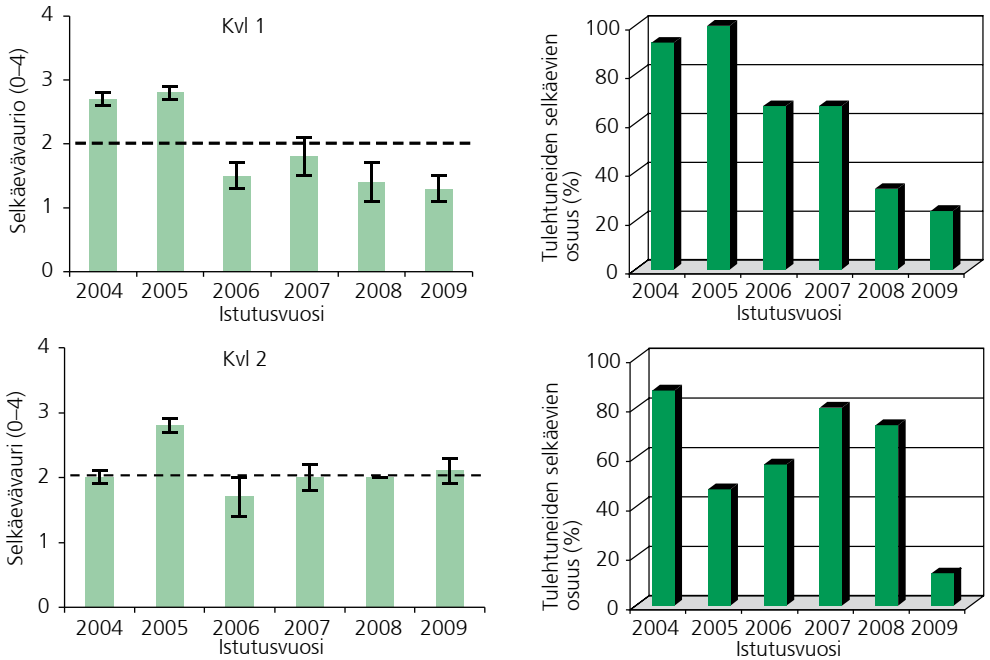 Kvl 1
Selkäevävaurio (0–4)
4
3
2
1
0
2004 2005 2006 2007 2008 2009
Istutusvuosi
Tulehtuneiden selkäevien
osuus (%)
100
80
60
40
20
0
2004 2005 2006 2007 2008 2009
Istutusvuosi
Kvl 2
Selkäevävauri (0–4)
4
3
2
1
0
2004 2005 2006 2007 2008 2009
Istutusvuosi
Tulehtuneiden selkäevien
osuus (%)
100
80
60
40
20
0
2004 2005 2006 2007 2008 2009
Istutusvuosi